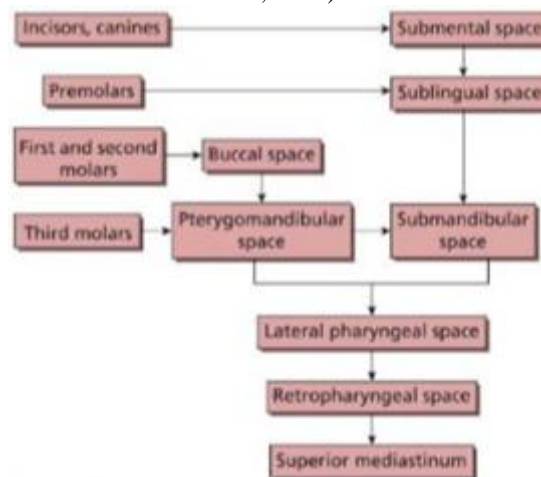 Incisors, canines
Submental space
Premolars
Sublingual space
First and second
molars
Buccal space
Third molars
Pterygomandibular
space
Submandibular
space
Lateral pharyngeal space
Retropharyngeal space
Superior mediastinum